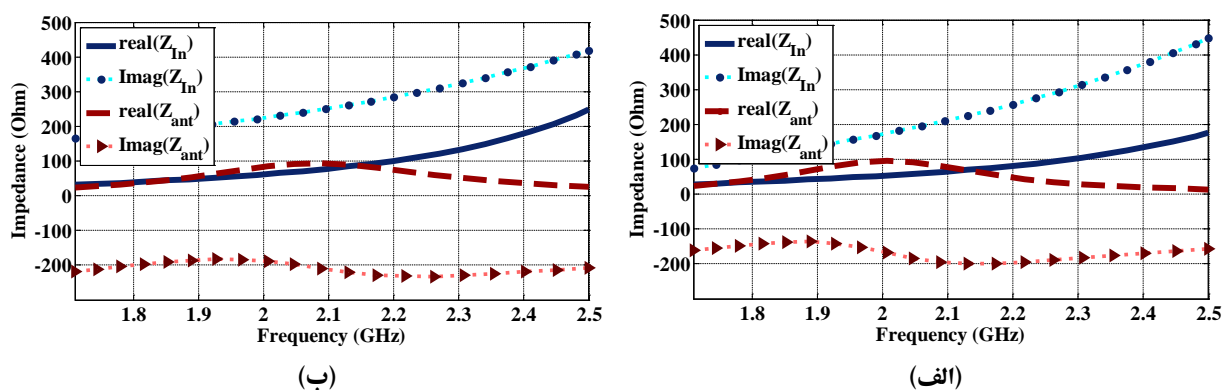 500
400
300
200
100
0
-100
-200
Impedance (Ohm)
real(Z_In)
Imag(Z_In)
real(Z_ant)
Imag(Z_ant)
1.8 1.9 2 2.1 2.2 2.3 2.4 2.5
Frequency (GHz)
(ب)
500
400
300
200
100
0
-100
-200
Impedance (Ohm)
real(Z_In)
Imag(Z_In)
real(Z_ant)
Imag(Z_ant)
1.8 1.9 2 2.1 2.2 2.3 2.4 2.5
Frequency (GHz)
(الف)